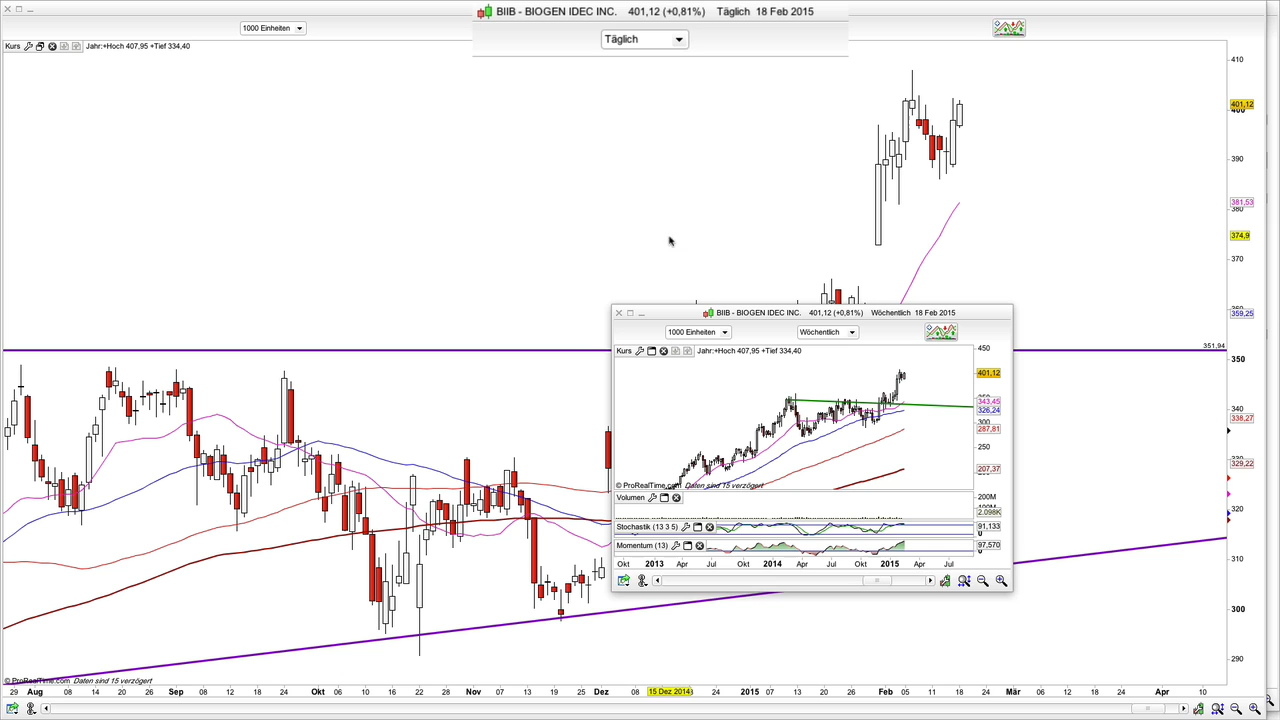 BIIB - BIOGEN IDEC INC. 401,12 (+0,81%) Täglich 18 Feb 2015
1000 Einheiten
Täglich
Kurs Jahr:+Hoch 407,95 +Tief 334,40
410
401,12
390
381,53
380
374,9
370
359,25
351,94
350
340
338,27
329,22
320
310
300
290
BIIB - BIOGEN IDEC INC. 401,12 (+0,81%) Wöchentlich 18 Feb 2015
1000 Einheiten Wöchentlich
Kurs Jahr:+Hoch 407,95 +Tief 334,40
450
401,12
343,45
326,24
300
287,81
250
207,37
© ProRealTime.com Daten sind 15 verzögert
Volumen
200M
2.098K
Stochastik (13 3 5)
91,133
Momentum (13)
97,570
Okt 2013 Apr Jul Okt 2014 Apr Jul Okt 2015 Apr Jul
© ProRealTime.com Daten sind 15 verzögert
29 Aug 08 14 20 26 Sep 08 12 18 24 Okt 06 10 16 22 28 Nov 07 13 19 25 Dez 08 15 Dez 2014 24 2015 07 13 20 26 Feb 05 11 18 24 Mär 06 12 18 24 Apr 10